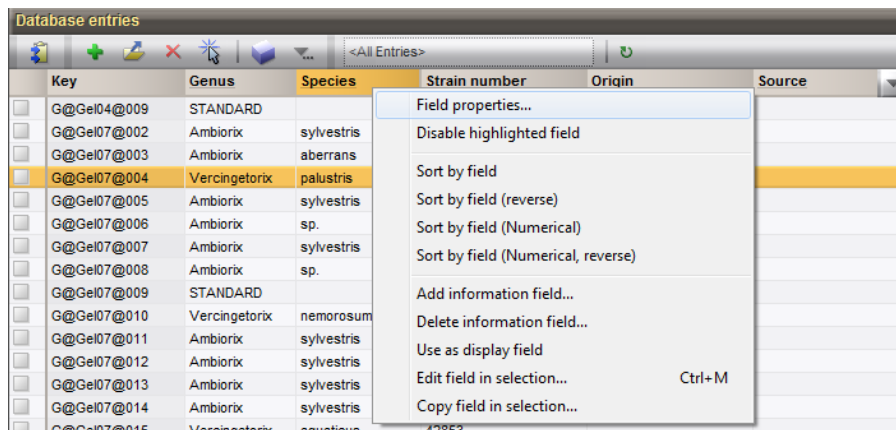 Database entries
<All Entries>
Key Genus Species Strain number Origin Source
G@Gel04@009 STANDARD
G@Gel07@002 Ambiorix sylvestris
G@Gel07@003 Ambiorix aberrans
G@Gel07@004 Vercingetorix palustris
G@Gel07@005 Ambiorix sylvestris
G@Gel07@006 Ambiorix sp.
G@Gel07@007 Ambiorix sylvestris
G@Gel07@008 Ambiorix sp.
G@Gel07@009 STANDARD
G@Gel07@010 Vercingetorix nemorosum
G@Gel07@011 Ambiorix sylvestris
G@Gel07@012 Ambiorix sylvestris
G@Gel07@013 Ambiorix sylvestris
G@Gel07@014 Ambiorix sylvestris
G@Gel07@015 Vercingetorix aquaticus 42853
Field properties...
Disable highlighted field
Sort by field
Sort by field (reverse)
Sort by field (Numerical)
Sort by field (Numerical, reverse)
Add information field...
Delete information field...
Use as display field
Edit field in selection... Ctrl+M
Copy field in selection...